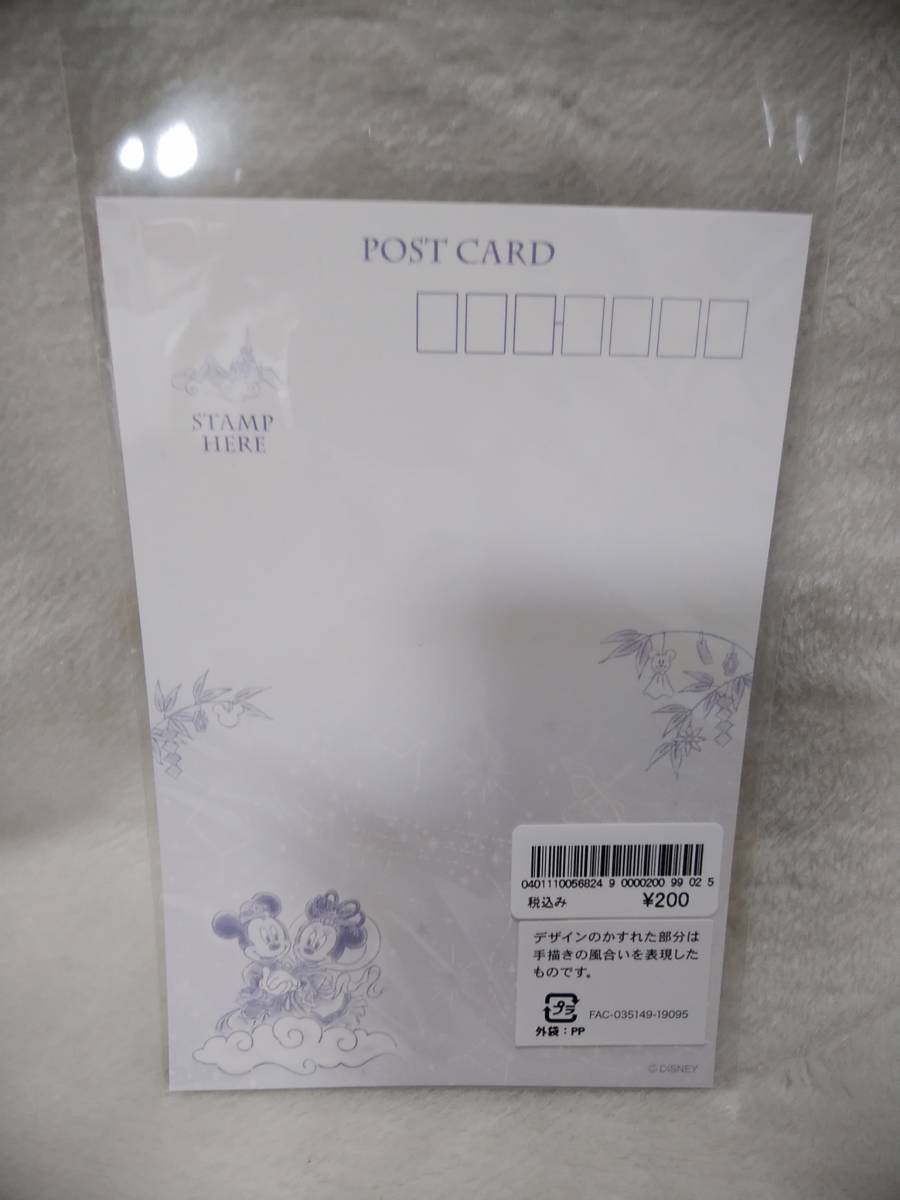 POST CARD
STAMP
HERE
0401110056824 9 0000200 99 02 5
税込み ¥200
デザインのかすれた部分は
手描きの風合いを表現した
ものです。
プラ
FAC-035149-19095
外袋：PP
© DISNEY